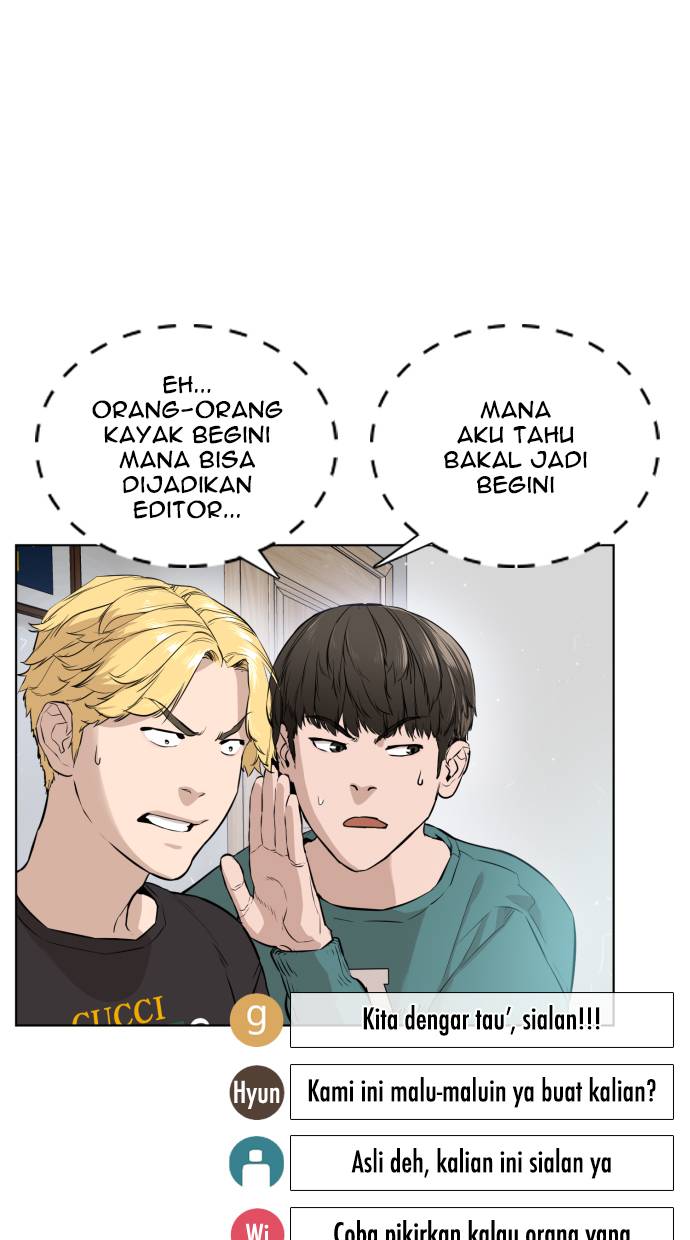 EH...
ORANG-ORANG
KAYAK BEGINI
MANA BISA
DIJADIKAN
EDITOR...
MANA
AKU TAHU
BAKAL JADI
BEGINI
GUCCI
g
Kita dengar tau', sialan!!!
Hyun
Kami ini malu-maluin ya buat kalian?
Asli deh, kalian ini sialan ya
Wi
Coba pikirkan kalau orang yang